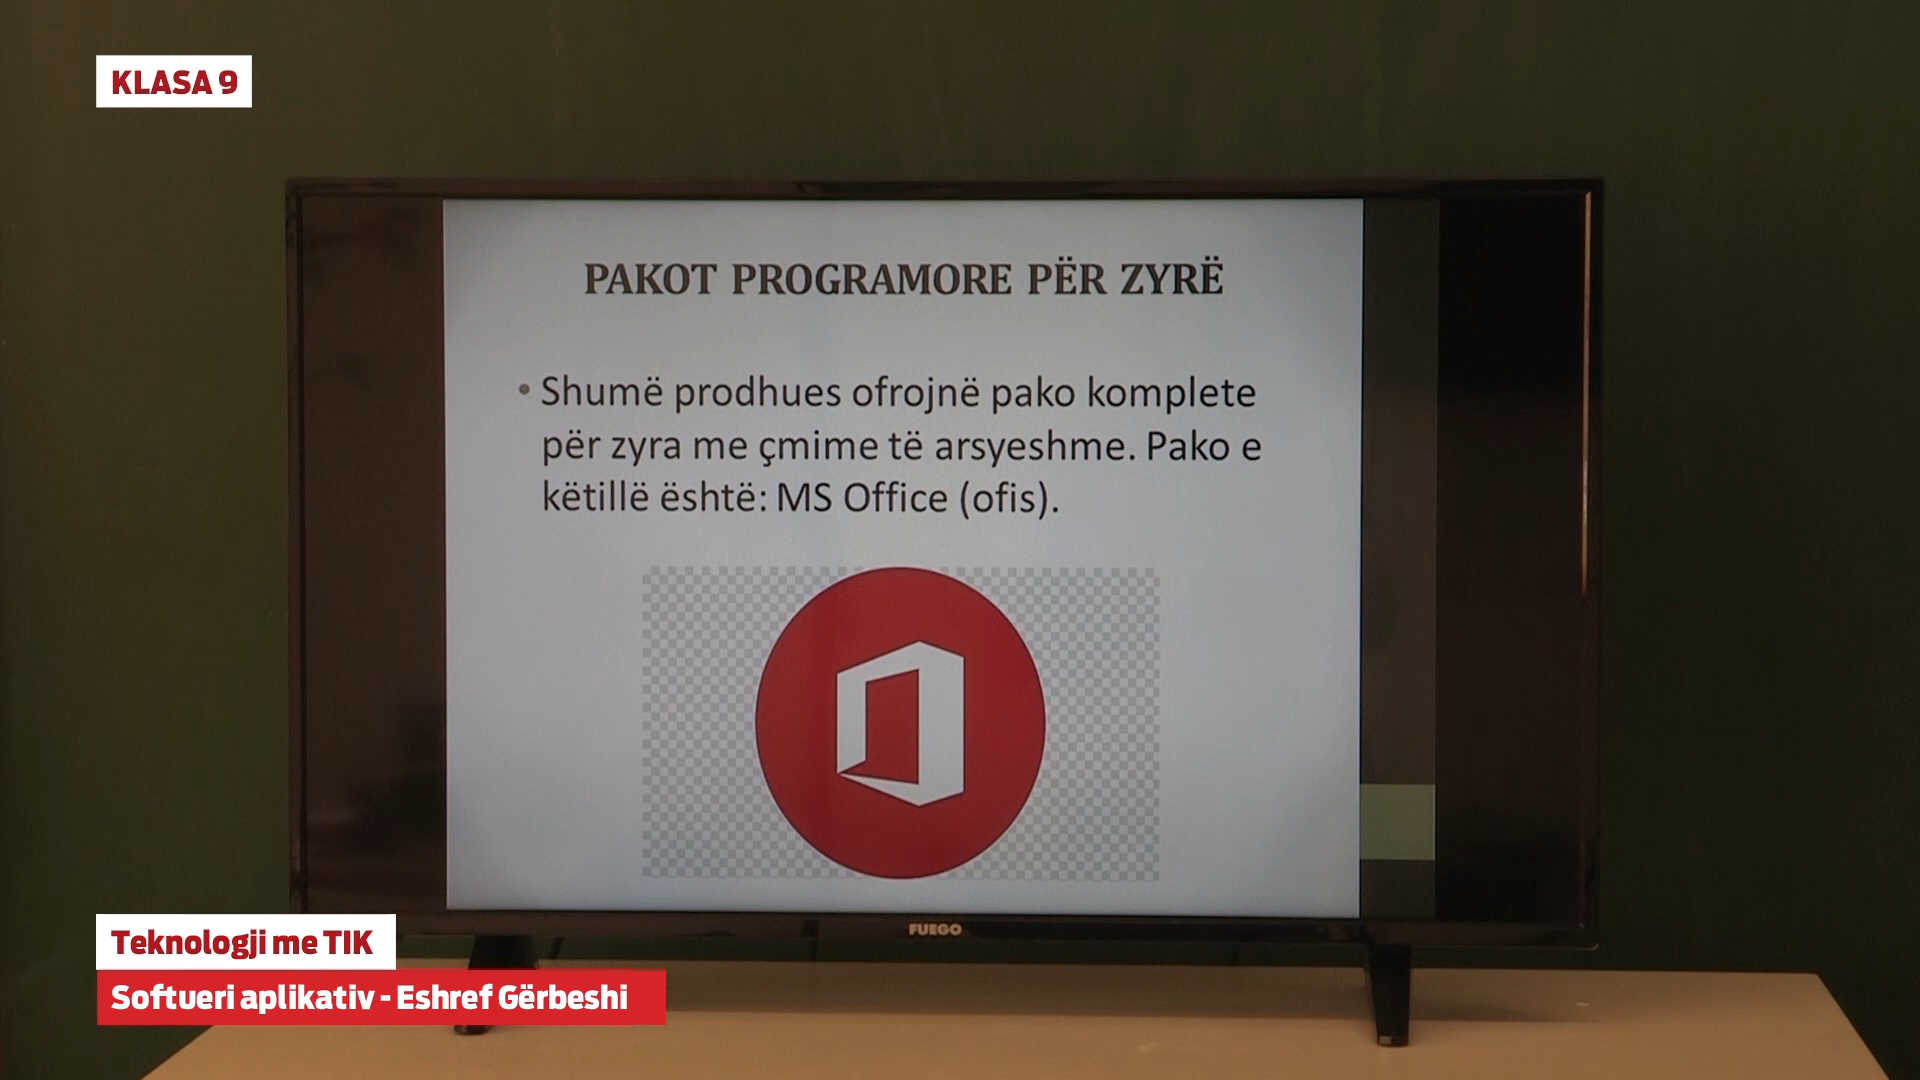 KLASA 9
PAKOT PROGRAMORE PËR ZYRË
• Shumë prodhues ofrojnë pako komplete
për zyra me çmime të arsyeshme. Pako e
këtillë është: MS Office (ofis).
FUEGO
Teknologji me TIK
Softueri aplikativ - Eshref Gërbeshi